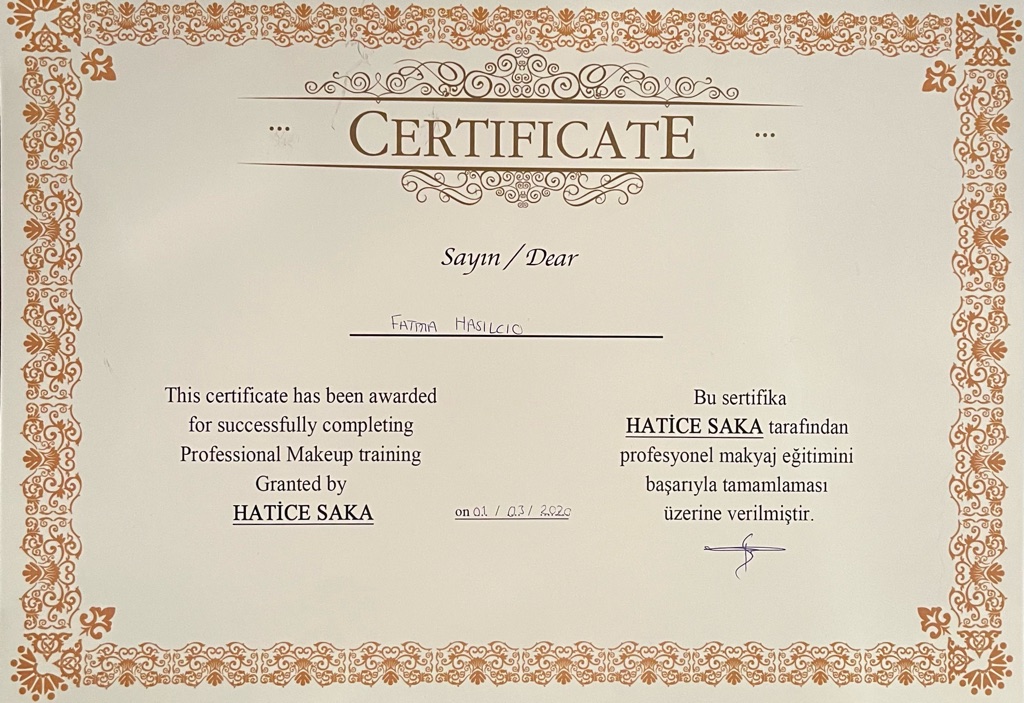 CERTIFICATE
Sayın / Dear
FATMA HASILCIO
This certificate has been awarded
for successfully completing
Professional Makeup training
Granted by
HATİCE SAKA
on 01 / 03 / 2020
Bu sertifika
HATİCE SAKA tarafından
profesyonel makyaj eğitimini
başarıyla tamamlaması
üzerine verilmiştir.